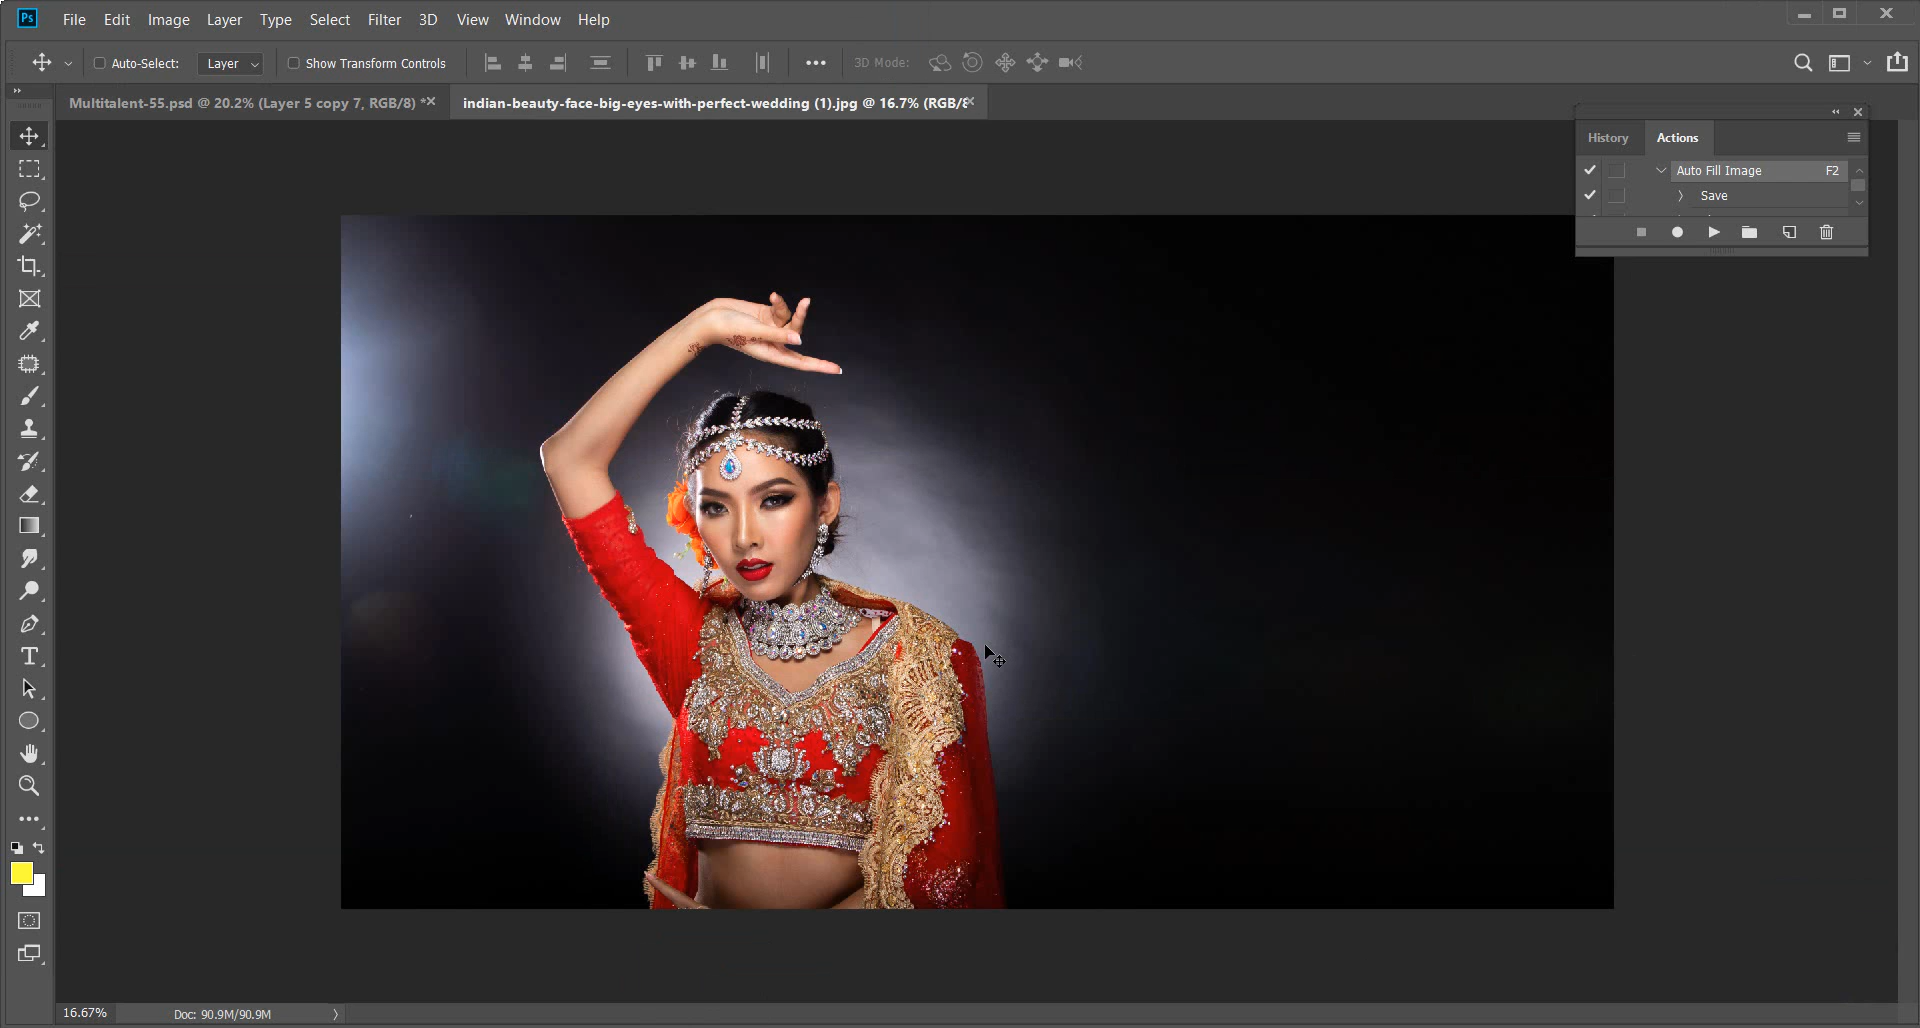 Ps File Edit Image Layer Type Select Filter 3D View Window Help
Auto-Select: Layer Show Transform Controls 3D Mode:
Multitalent-55.psd @ 20.2% (Layer 5 copy 7, RGB/8) *
indian-beauty-face-big-eyes-with-perfect-wedding (1).jpg @ 16.7% (RGB/8
History Actions
Auto Fill Image F2
Save
16.67% Doc: 90.9M/90.9M